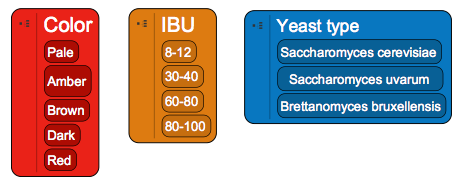 Color
Pale
Amber
Brown
Dark
Red
IBU
8-12
30-40
60-80
80-100
Yeast type
Saccharomyces cerevisiae
Saccharomyces uvarum
Brettanomyces bruxellensis